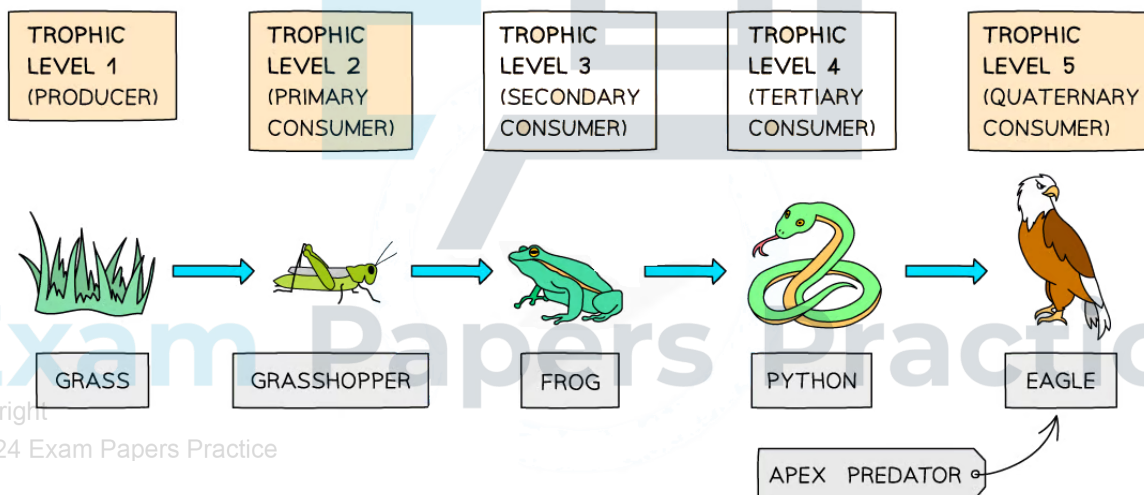 TROPHIC
LEVEL 1
(PRODUCER)
TROPHIC
LEVEL 2
(PRIMARY
CONSUMER)
TROPHIC
LEVEL 3
(SECONDARY
CONSUMER)
TROPHIC
LEVEL 4
(TERTIARY
CONSUMER)
TROPHIC
LEVEL 5
(QUATERNARY
CONSUMER)
Exam Papers Practic
GRASS
GRASSHOPPER
FROG
PYTHON
EAGLE
right
24 Exam Papers Practice
APEX PREDATOR